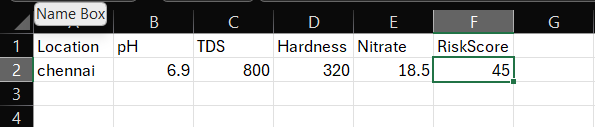 Name Box
A B C D E F G
1 Location pH TDS Hardness Nitrate RiskScore
2 chennai 6.9 800 320 18.5 45
3
4